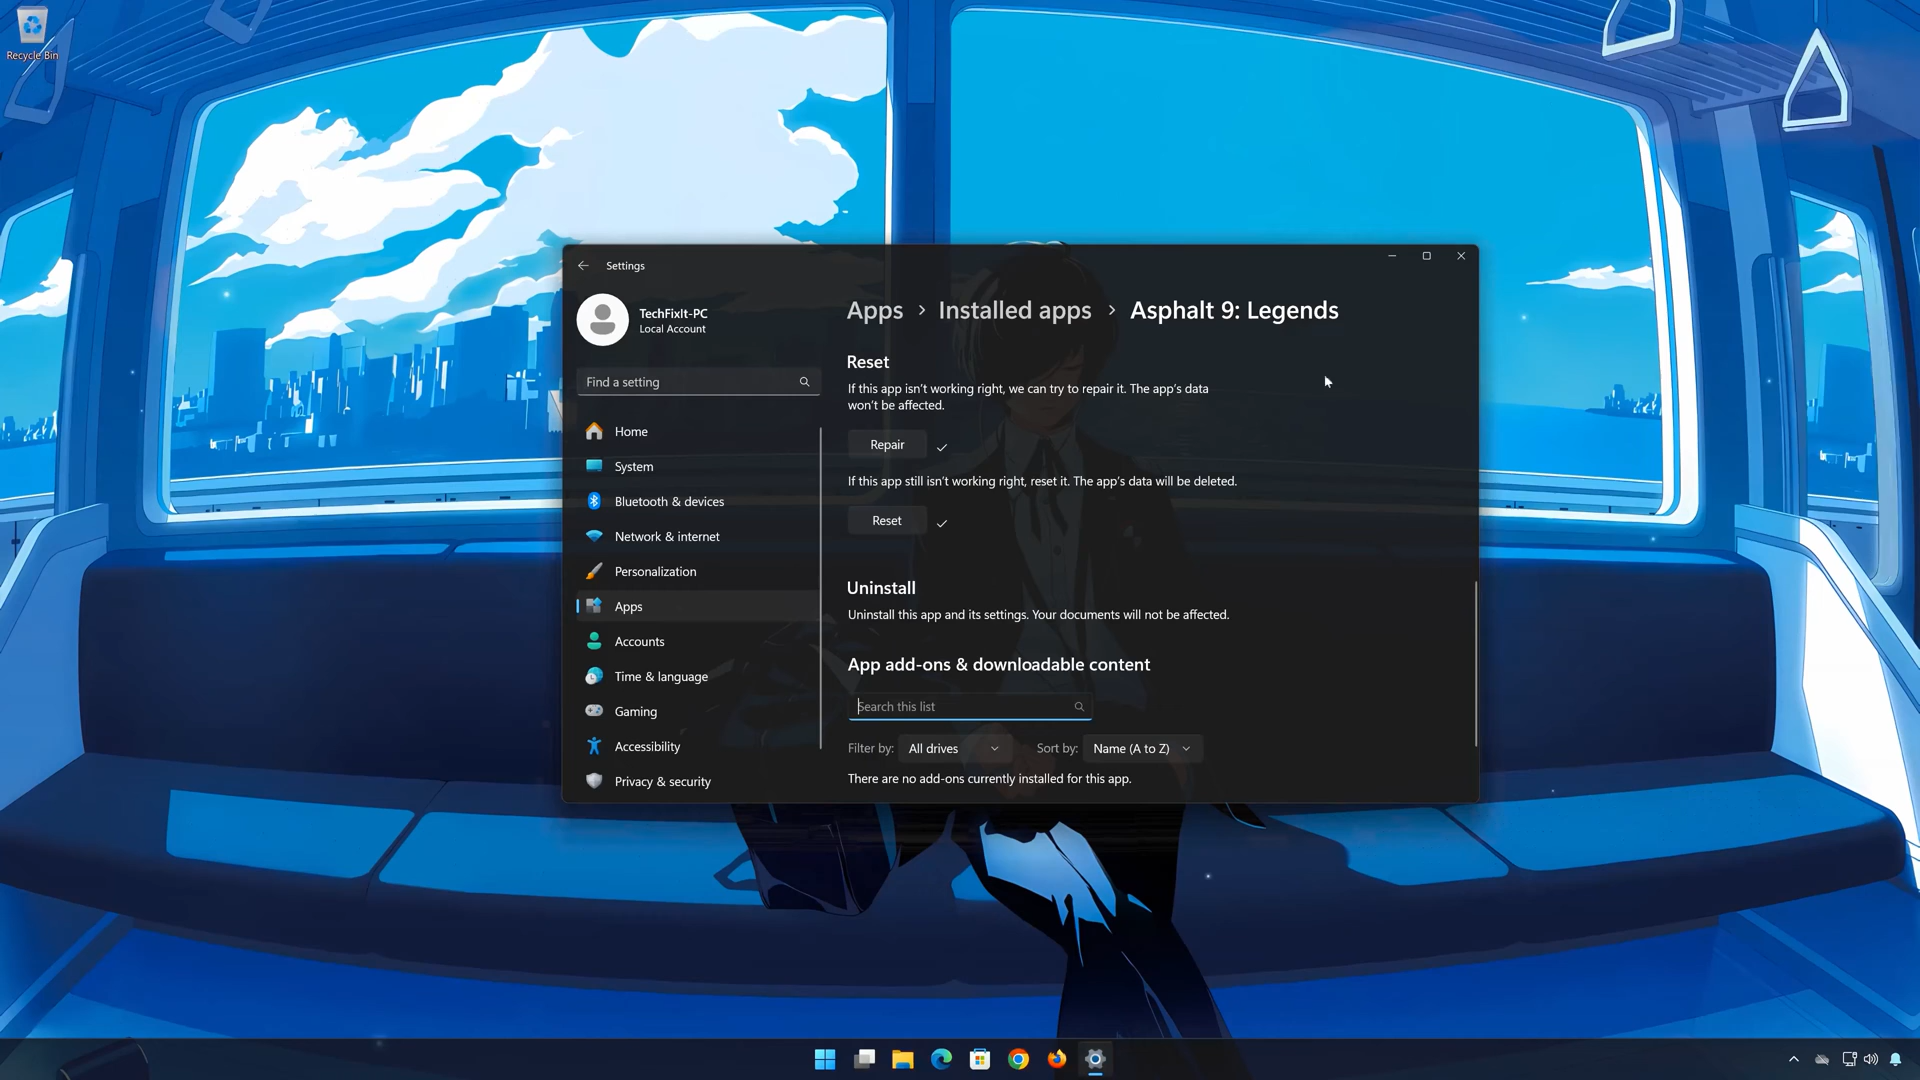 Recycle Bin
Settings
TechFixIt-PC
Local Account
Find a setting
Home
System
Bluetooth & devices
Network & internet
Personalization
Apps
Accounts
Time & language
Gaming
Accessibility
Privacy & security
Apps › Installed apps › Asphalt 9: Legends
Reset
If this app isn't working right, we can try to repair it. The app's data
won't be affected.
Repair
If this app still isn't working right, reset it. The app's data will be deleted.
Reset
Uninstall
Uninstall this app and its settings. Your documents will not be affected.
App add-ons & downloadable content
Search this list
Filter by: All drives Sort by: Name (A to Z)
There are no add-ons currently installed for this app.